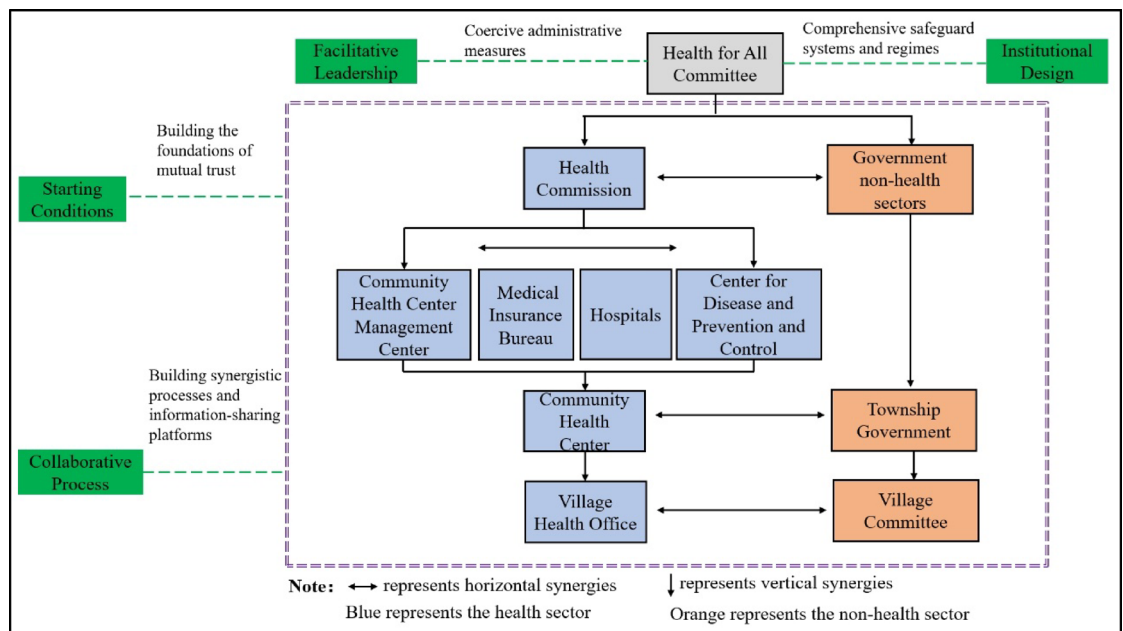 Facilitative
Leadership
Coercive administrative
measures
Health for All
Committee
Comprehensive safeguard
systems and regimes
Institutional
Design
Building the
foundations of
mutual trust
Starting
Conditions
Health
Commission
Government
non-health
sectors
Community
Health Center
Management
Center
Medical
Insurance
Bureau
Hospitals
Center for
Disease and
Prevention and
Control
Building synergistic
processes and
information-sharing
platforms
Collaborative
Process
Community
Health
Center
Township
Government
Village
Health Office
Village
Committee
Note: ↔ represents horizontal synergies
↓ represents vertical synergies
Blue represents the health sector
Orange represents the non-health sector